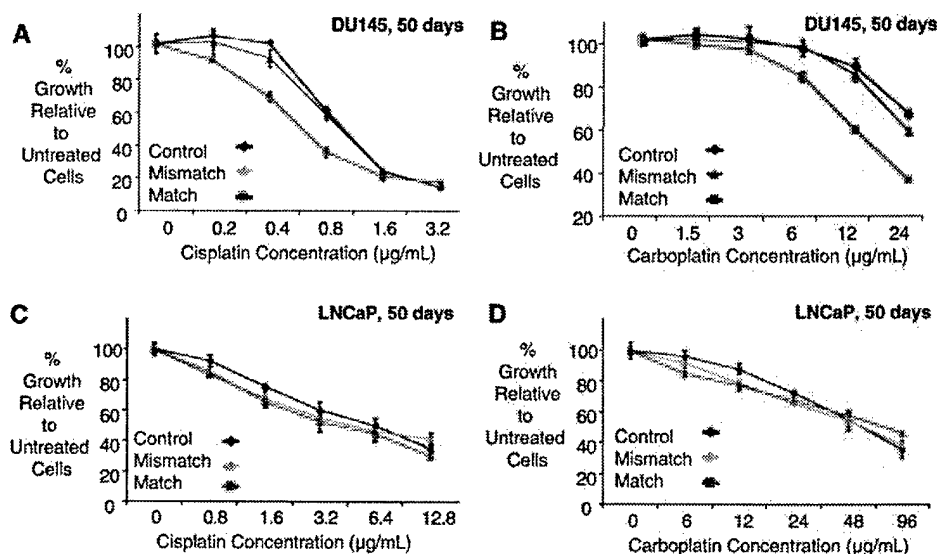 A
DU145, 50 days
%
Growth
Relative
to
Untreated
Cells
100
80
60
40
20
0
Control
Mismatch
Match
0 0.2 0.4 0.8 1.6 3.2
Cisplatin Concentration (µg/mL)
B
DU145, 50 days
%
Growth
Relative
to
Untreated
Cells
100
80
60
40
20
Control
Mismatch
Match
0 1.5 3 6 12 24
Carboplatin Concentration (µg/mL)
C
LNCaP, 50 days
%
Growth
Relative
to
Untreated
Cells
100
80
60
40
20
0
Control
Mismatch
Match
0 0.8 1.6 3.2 6.4 12.8
Cisplatin Concentration (µg/mL)
D
LNCaP, 50 days
%
Growth
Relative
to
Untreated
Cells
100
80
60
40
20
0
Control
Mismatch
Match
0 6 12 24 48 96
Carboplatin Concentration (µg/mL)